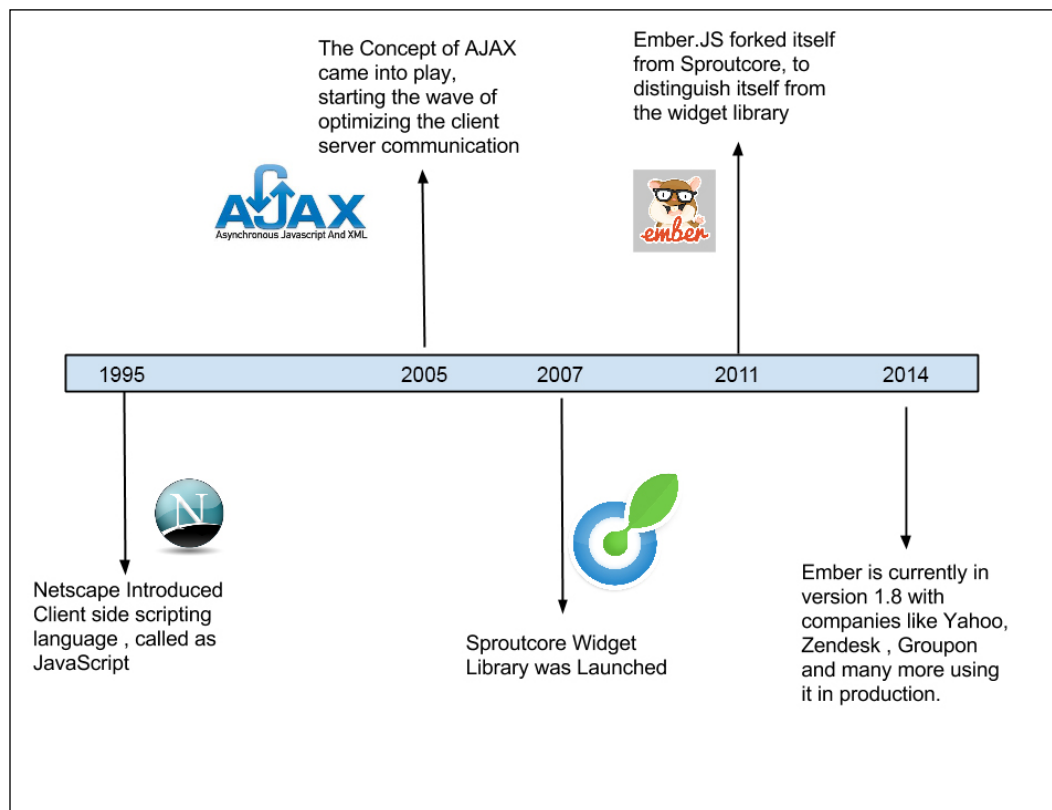 The Concept of AJAX
came into play,
starting the wave of
optimizing the client
server communication
Ember.JS forked itself
from Sproutcore, to
distinguish itself from
the widget library
AJAX
Asynchronous Javascript And XML
ember
1995
2005
2007
2011
2014
N
Netscape Introduced
Client side scripting
language , called as
JavaScript
Sproutcore Widget
Library was Launched
Ember is currently in
version 1.8 with
companies like Yahoo,
Zendesk , Groupon
and many more using
it in production.